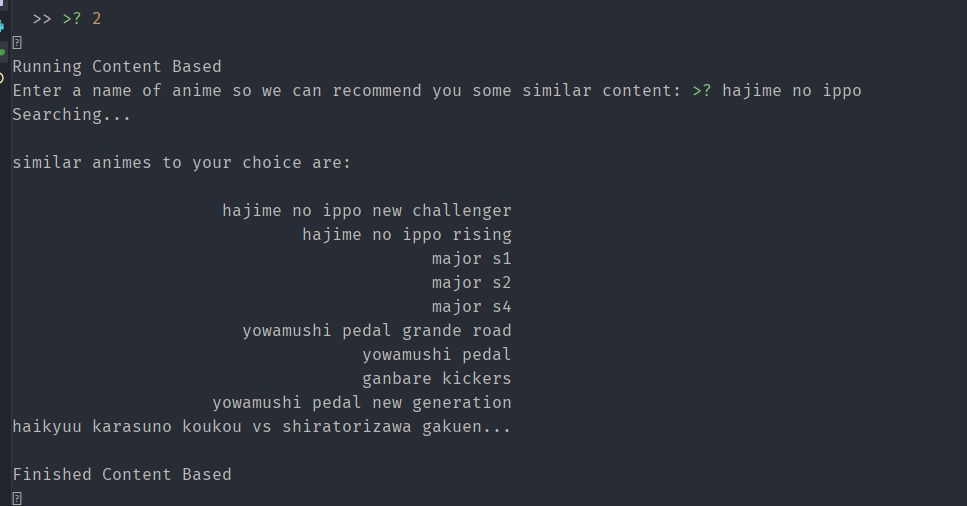 >> >? 2
Running Content Based
Enter a name of anime so we can recommend you some similar content: >? hajime no ippo
Searching...
similar animes to your choice are:
hajime no ippo new challenger
hajime no ippo rising
major s1
major s2
major s4
yowamushi pedal grande road
yowamushi pedal
ganbare kickers
yowamushi pedal new generation
haikyuu karasuno koukou vs shiratorizawa gakuen...
Finished Content Based